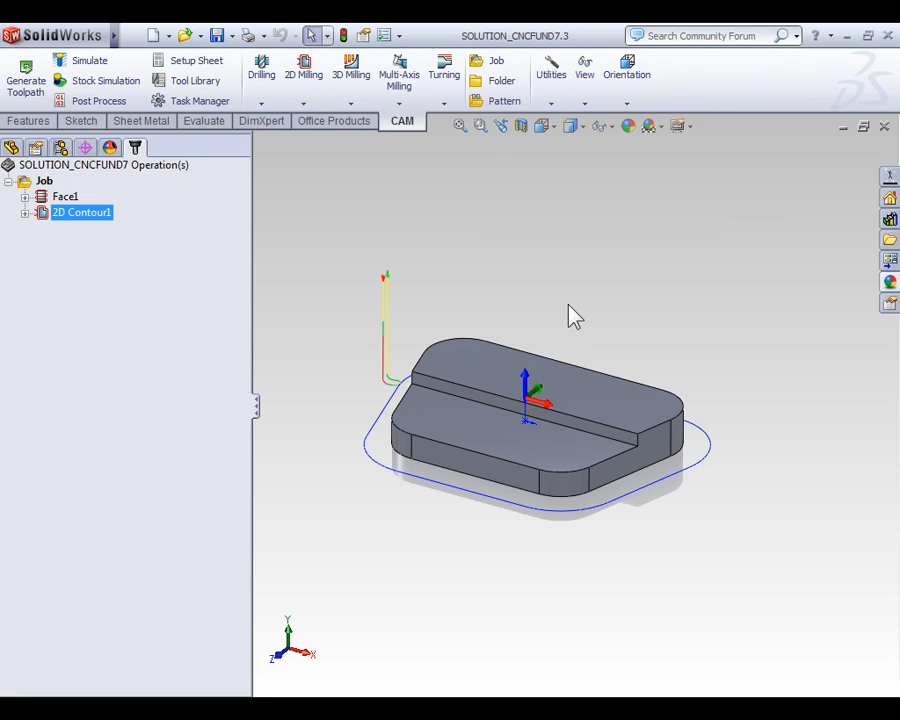 SolidWorks
SOLUTION_CNCFUND7.3
Search Community Forum
?
Generate Toolpath
Simulate
Stock Simulation
Post Process
Setup Sheet
Tool Library
Task Manager
Drilling
2D Milling
3D Milling
Multi-Axis Milling
Turning
Job
Folder
Pattern
Utilities
View
Orientation
Features
Sketch
Sheet Metal
Evaluate
DimXpert
Office Products
CAM
SOLUTION_CNCFUND7 Operation(s)
Job
Face1
2D Contour1
Y
Z
X